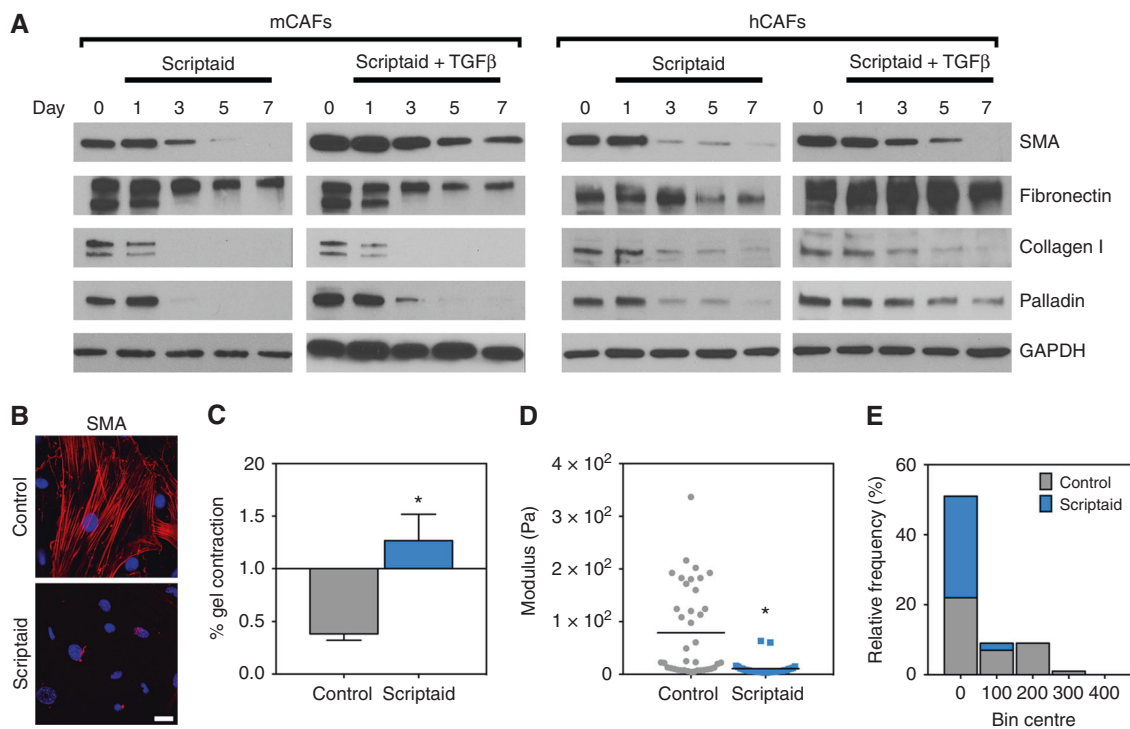 A
mCAFs
hCAFs
Scriptaid
Scriptaid + TGFβ
Scriptaid
Scriptaid + TGFβ
Day 0 1 3 5 7 0 1 3 5 7 0 1 3 5 7 0 1 3 5 7
SMA
Fibronectin
Collagen I
Palladin
GAPDH
B
SMA
Control
Scriptaid
C
% gel contraction
20
1.5
1.0
0.5
0.0
*
Control Scriptaid
D
Modulus (Pa)
4 × 10²
3 × 10²
2 × 10²
1 × 10²
0
*
Control Scriptaid
E
Relative frequency (%)
60
40
20
0
Control
Scriptaid
0 100 200 300 400
Bin centre